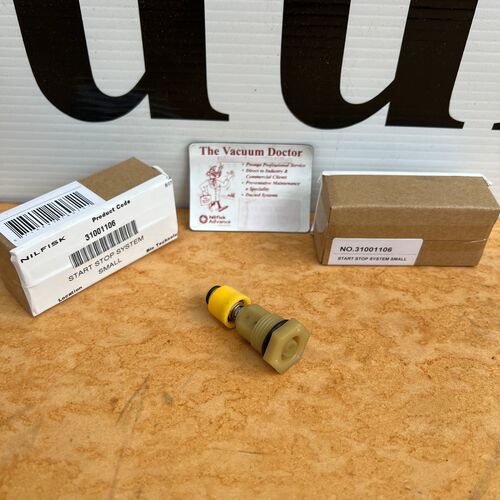 The Vacuum Doctor
• Prompt Professional Service
• Direct to Industry &
Commercial Clients
• Preventative Maintenance
a Speciality
• Ducted Systems
Nilfisk
Advance
NILFISK
Product Code
31001106
START STOP SYSTEM
SMALL
Location
Bin
NO.31001106
START STOP SYSTEM SMALL